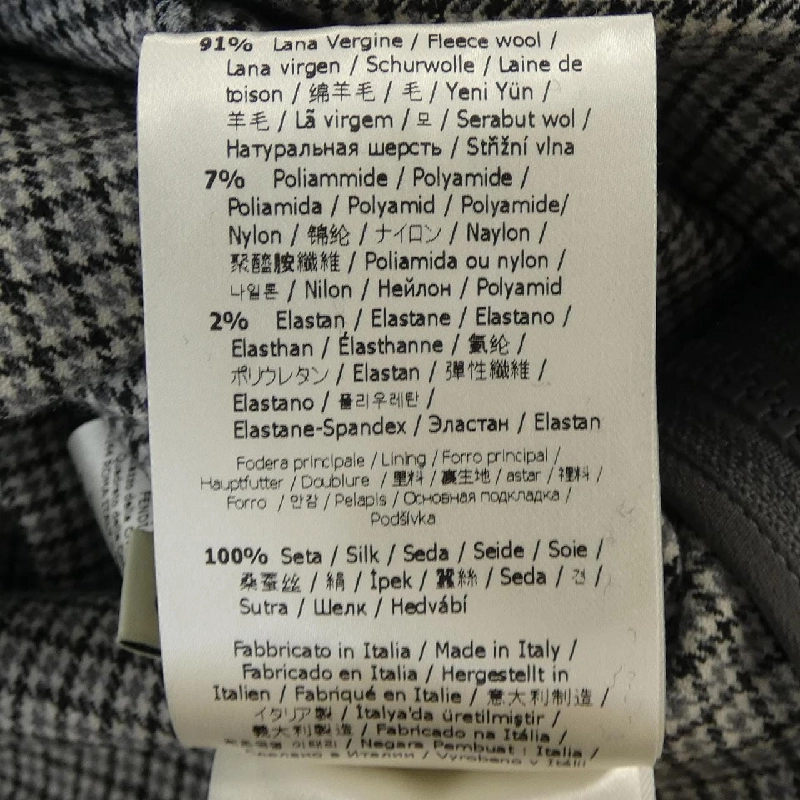 91% Lana Vergine / Fleece wool /
Lana virgen / Schurwolle / Laine de
toison / 绵羊毛 / 毛 / Yeni Yün /
羊毛 / Lã virgem / 모 / Serabut wol /
Натуральная шерсть / Střížní vlna
7% Poliammide / Polyamide /
Poliamida / Polyamid / Polyamide/
Nylon / 锦纶 / ナイロン / Naylon /
聚醯胺纖維 / Poliamida ou nylon /
나일론 / Nilon / Нейлон / Polyamid
2% Elastan / Elastane / Elastano /
Elasthan / Élasthanne / 氨纶 /
ポリウレタン / Elastan / 彈性纖維 /
Elastano / 폴리우레탄 /
Elastane-Spandex / Эластан / Elastan
Fodera principale / Lining / Forro principal /
Hauptfutter / Doublure / 里料 / 裏生地 / astar / 裡料 /
Forro / 안감 / Pelapis / Основная подкладка /
Podšívka
100% Seta / Silk / Seda / Seide / Soie /
桑蚕丝 / 絹 / İpek / 蠶絲 / Seda / 견 /
Sutra / Шелк / Hedvábí
Fabbricato in Italia / Made in Italy /
Fabricado en Italia / Hergestellt in
Italien / Fabriqué en Italie / 意大利制造 /
イタリア製 / İtalya'da üretilmiştir /
義大利製造 / Fabricado na Itália /
Negara Pembuat : Italia /
Сделано в Италии / Vyrobeno v Itálii